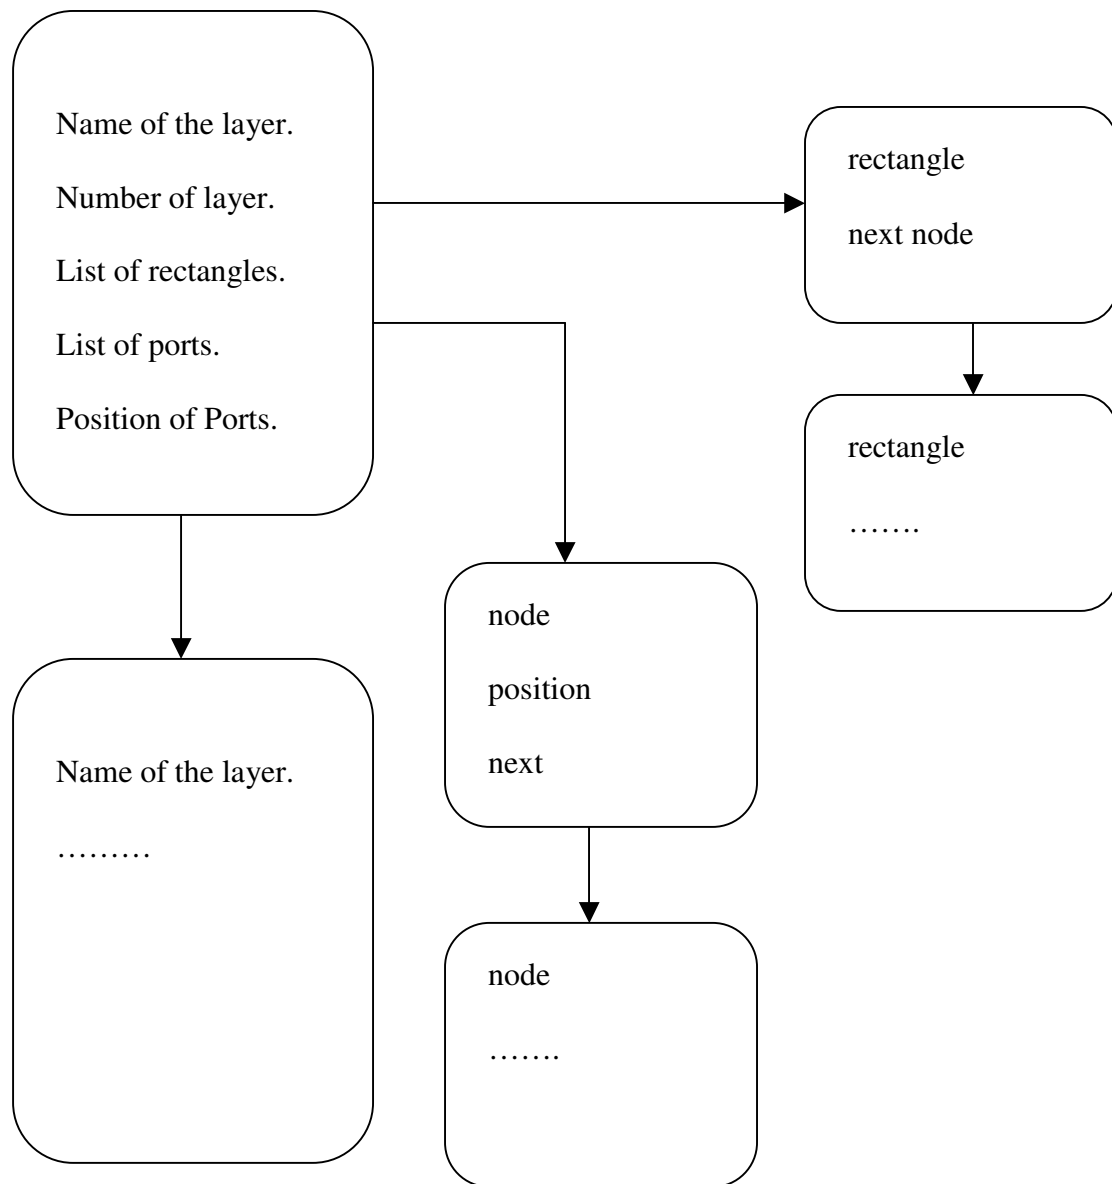 Name of the layer.
Number of layer.
List of rectangles.
List of ports.
Position of Ports.
rectangle
next node
rectangle
…….
node
position
next
Name of the layer.
………
node
…….